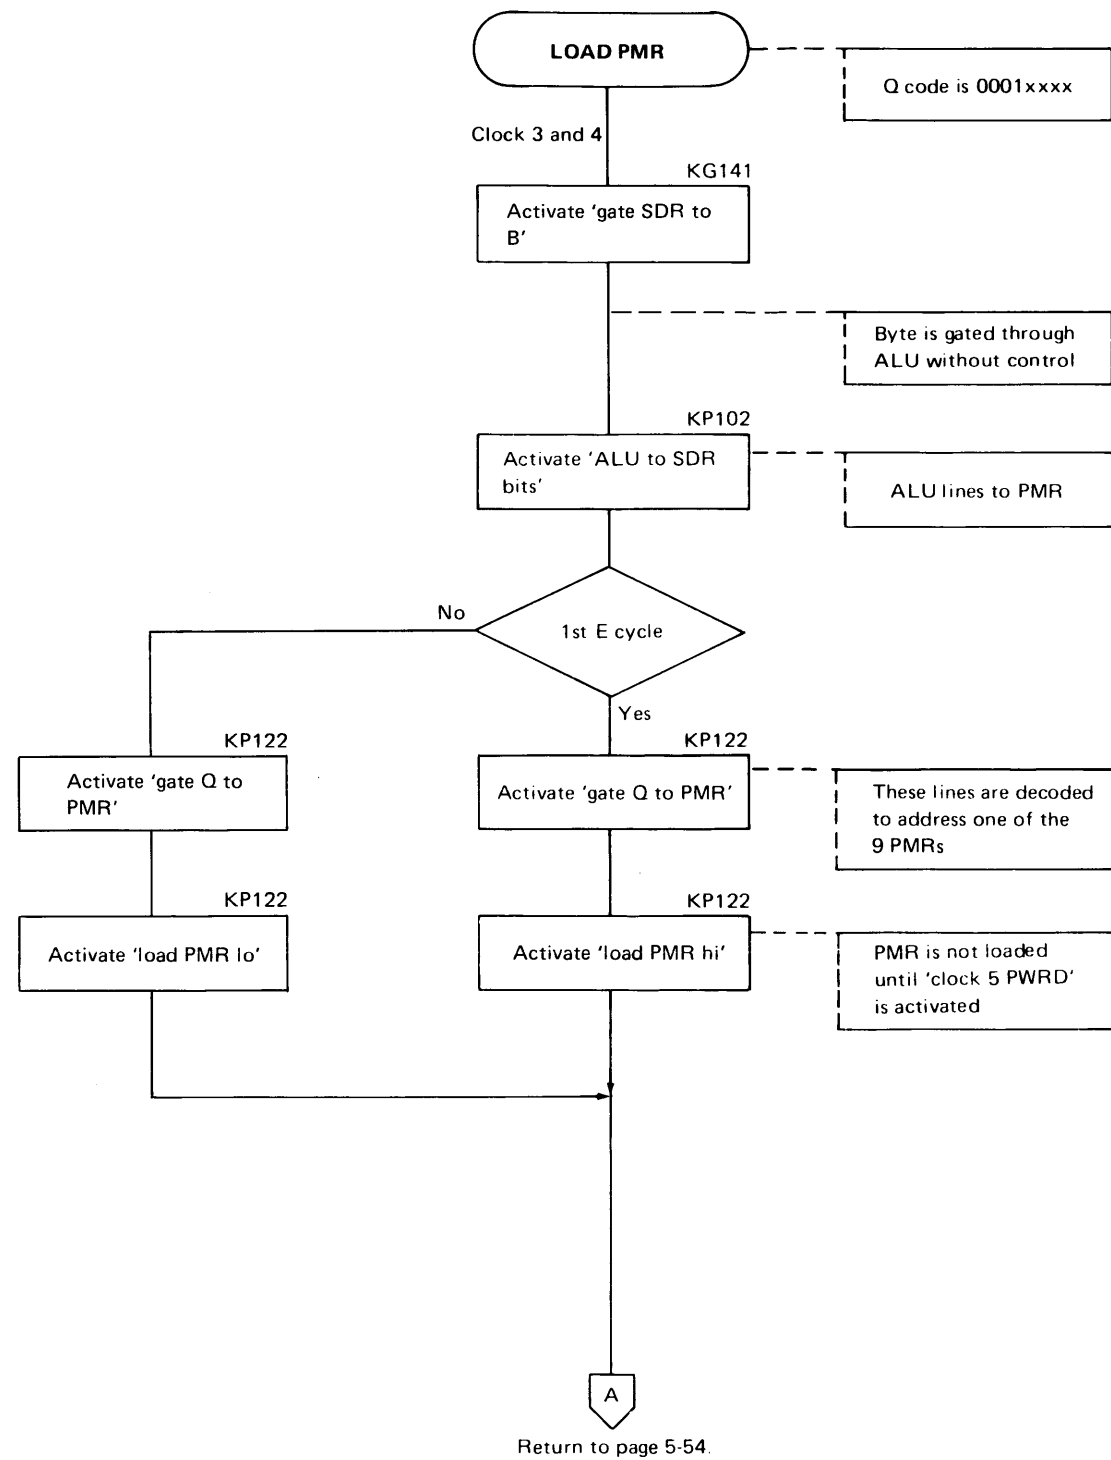 LOAD PMR
Q code is 0001xxxx
Clock 3 and 4
KG141
Activate 'gate SDR to
B'
Byte is gated through
ALU without control
KP102
Activate 'ALU to SDR
bits'
ALU lines to PMR
No
1st E cycle
Yes
KP122
Activate 'gate Q to
PMR'
KP122
Activate 'gate Q to PMR'
These lines are decoded
to address one of the
9 PMRs
KP122
Activate 'load PMR lo'
KP122
Activate 'load PMR hi'
PMR is not loaded
until 'clock 5 PWRD'
is activated
A
Return to page 5-54.